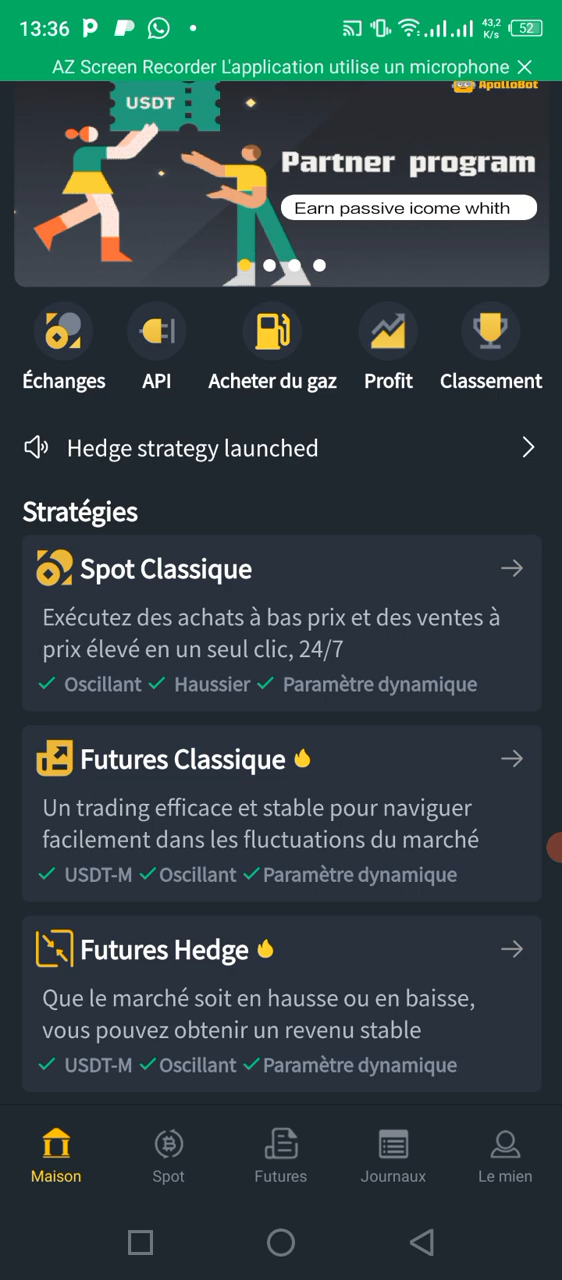 13:36
43,2
K/s
52
AZ Screen Recorder L'application utilise un microphone
USDT
ApolloBot
Partner program
Earn passive icome whith
Échanges API Acheter du gaz Profit Classement
Hedge strategy launched
Stratégies
Spot Classique
Exécutez des achats à bas prix et des ventes à
prix élevé en un seul clic, 24/7
Oscillant Haussier Paramètre dynamique
Futures Classique
Un trading efficace et stable pour naviguer
facilement dans les fluctuations du marché
USDT-M Oscillant Paramètre dynamique
Futures Hedge
Que le marché soit en hausse ou en baisse,
vous pouvez obtenir un revenu stable
USDT-M Oscillant Paramètre dynamique
Maison Spot Futures Journaux Le mien